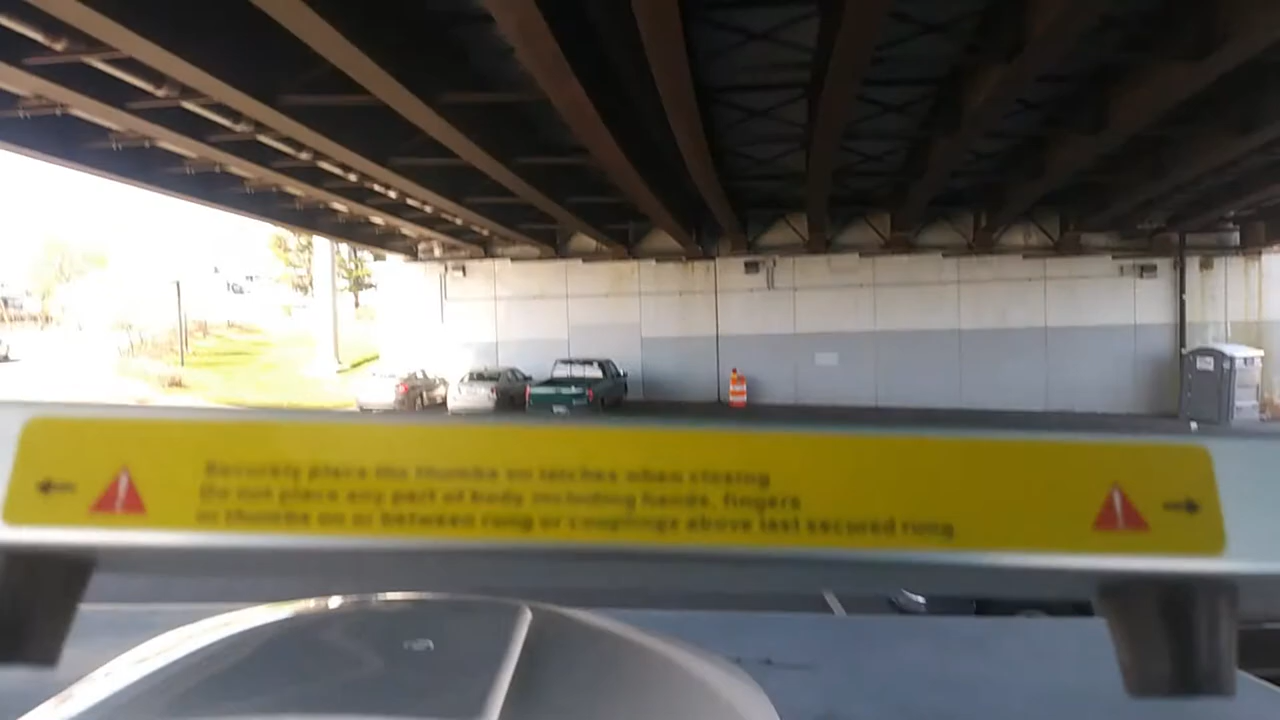 Securely place the thumbs on latches when closing
Do not place any part of body including hands, fingers
or thumbs on or between rung or couplings above last secured rung